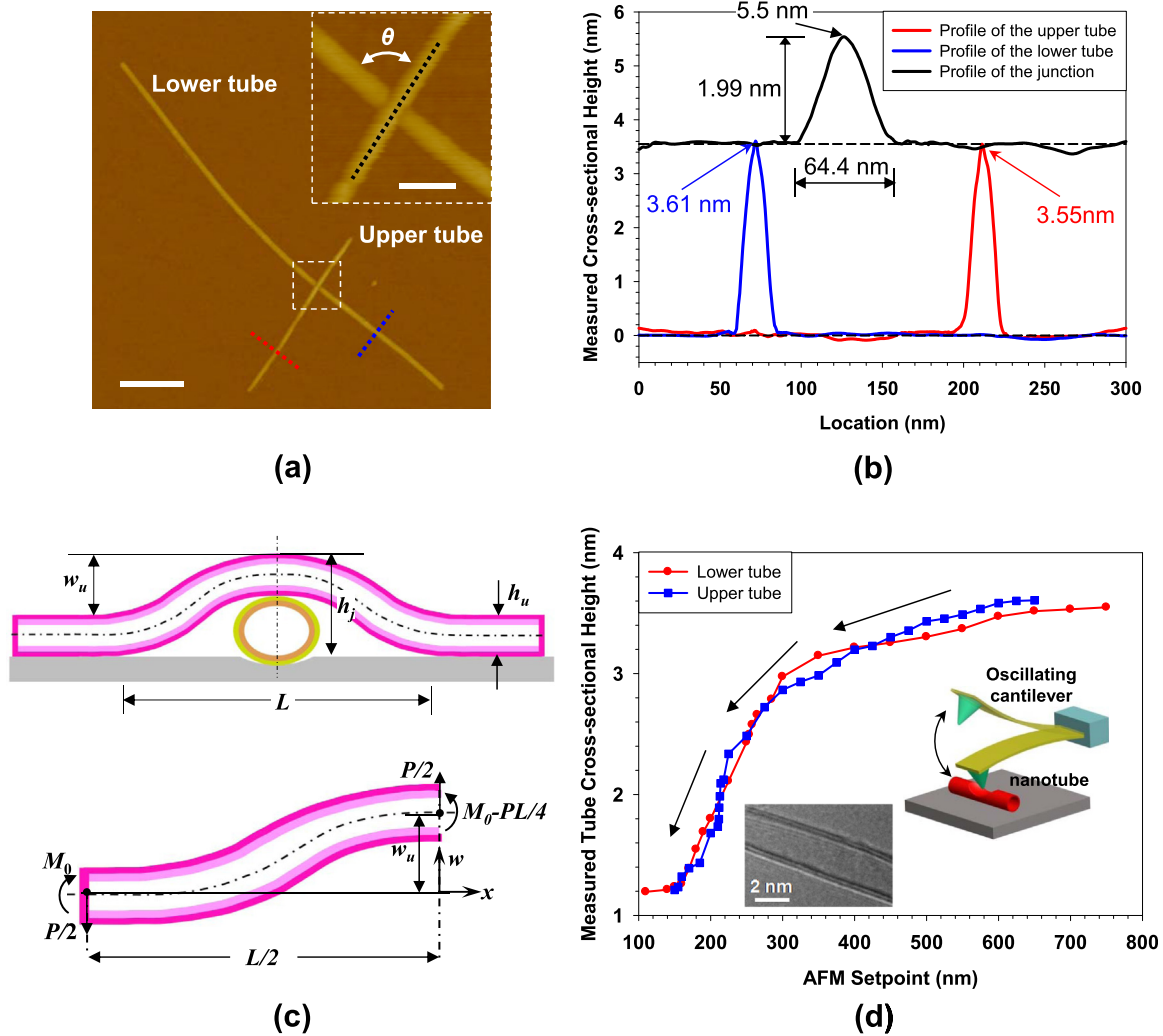 Lower tube
θ
Upper tube
(a)
Measured Cross-sectional Height (nm)
6
5
4
3
2
1
0
5.5 nm
Profile of the upper tube
Profile of the lower tube
Profile of the junction
1.99 nm
64.4 nm
3.61 nm
3.55nm
0 50 100 150 200 250 300
Location (nm)
(b)
w_u
h_j
h_u
L
P/2
M_0-PL/4
M_0
w_u
w
x
P/2
L/2
(c)
Measured Tube Cross-sectional Height (nm)
4
3
2
1
Lower tube
Upper tube
Oscillating
cantilever
nanotube
2 nm
100 200 300 400 500 600 700 800
AFM Setpoint (nm)
(d)